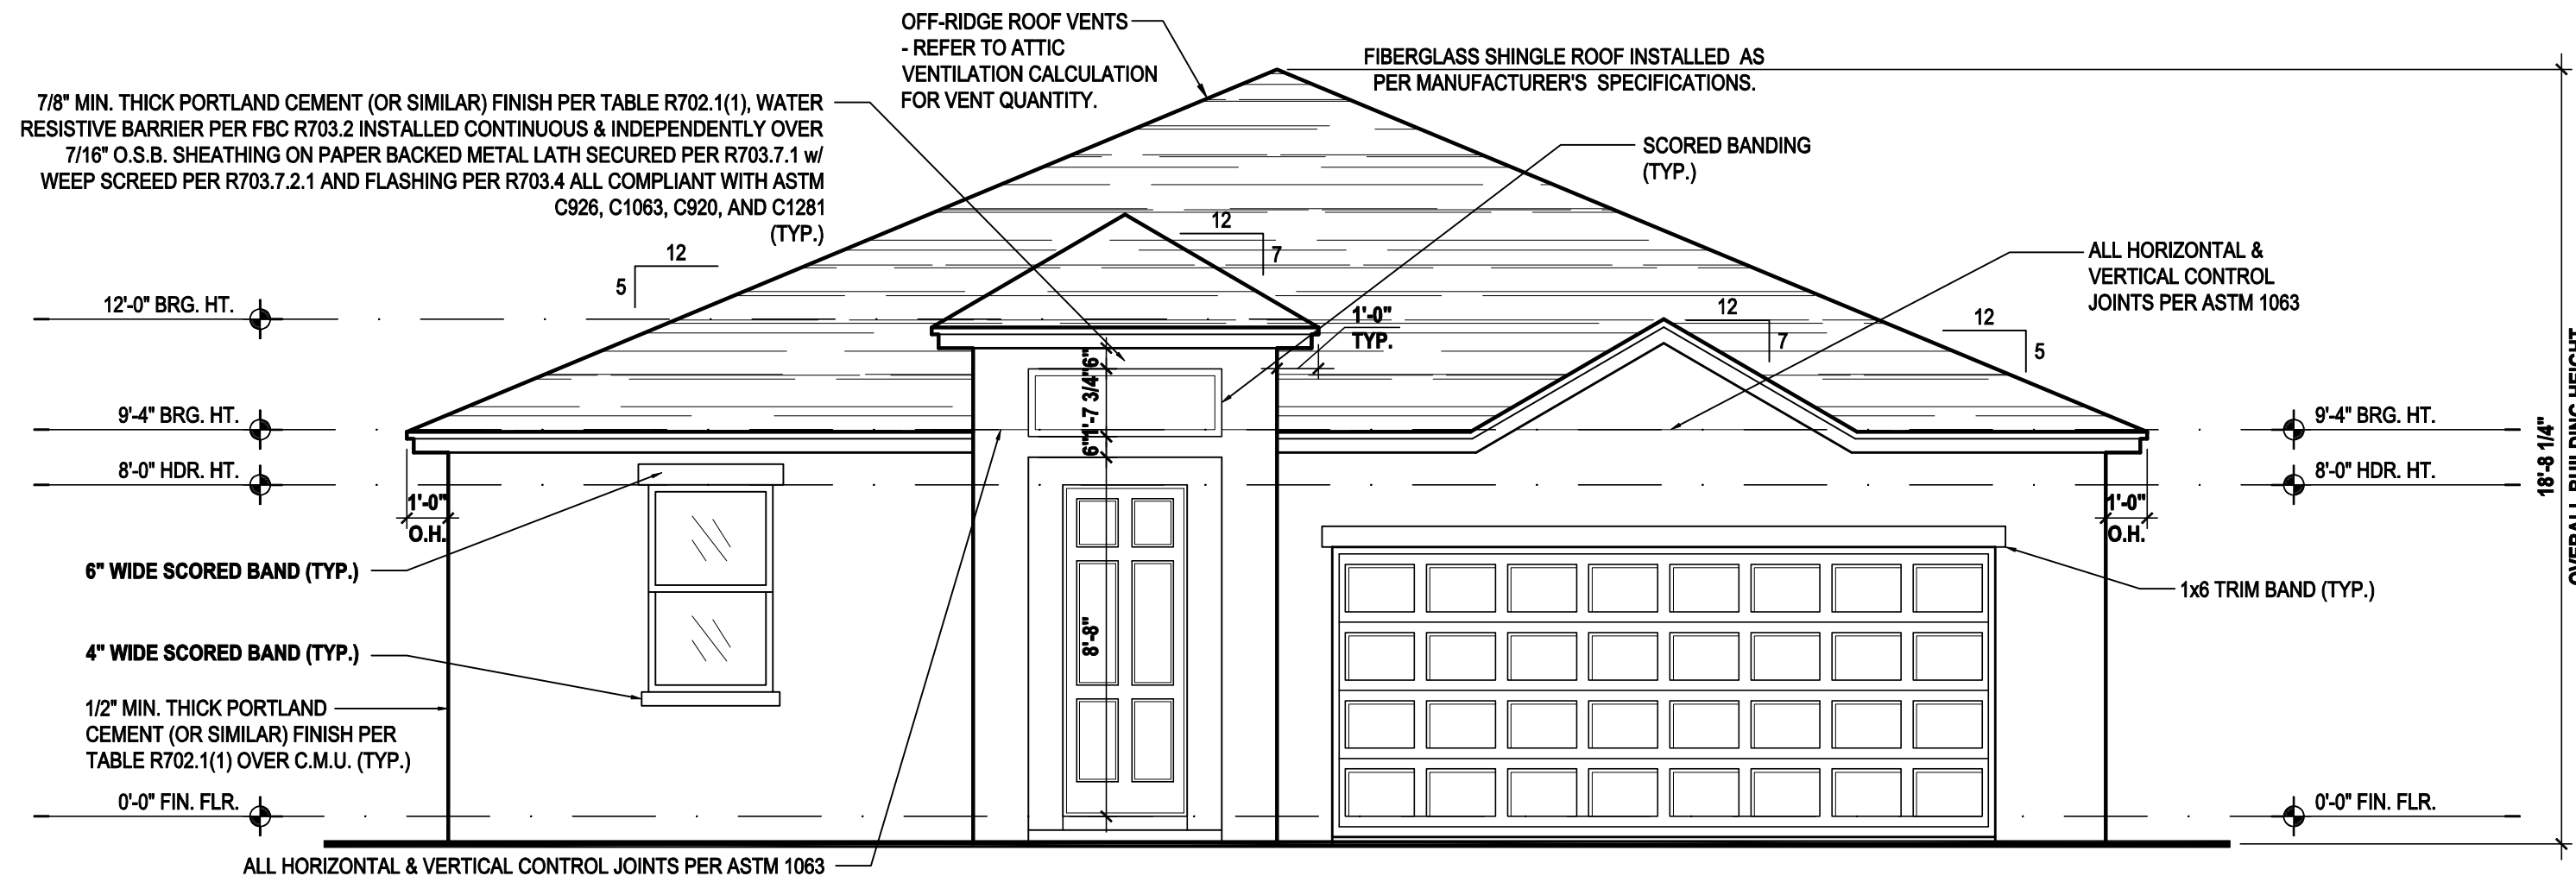 OFF-RIDGE ROOF VENTS
- REFER TO ATTIC
VENTILATION CALCULATION
FOR VENT QUANTITY.
FIBERGLASS SHINGLE ROOF INSTALLED AS
PER MANUFACTURER'S SPECIFICATIONS.
7/8" MIN. THICK PORTLAND CEMENT (OR SIMILAR) FINISH PER TABLE R702.1(1), WATER
RESISTIVE BARRIER PER FBC R703.2 INSTALLED CONTINUOUS & INDEPENDENTLY OVER
7/16" O.S.B. SHEATHING ON PAPER BACKED METAL LATH SECURED PER R703.7.1 w/
WEEP SCREED PER R703.7.2.1 AND FLASHING PER R703.4 ALL COMPLIANT WITH ASTM
C926, C1063, C920, AND C1281
(TYP.)
SCORED BANDING
(TYP.)
12
5
12
7
ALL HORIZONTAL &
VERTICAL CONTROL
JOINTS PER ASTM 1063
12'-0" BRG. HT.
1'-0"
TYP.
12
7
12
5
9'-4" BRG. HT.
8'-0" HDR. HT.
6"
1'-7 3/4"
6"
9'-4" BRG. HT.
8'-0" HDR. HT.
18'-8 1/4"
OVERALL BUILDING HEIGHT
1'-0"
O.H.
1'-0"
O.H.
6" WIDE SCORED BAND (TYP.)
1x6 TRIM BAND (TYP.)
8'-8"
4" WIDE SCORED BAND (TYP.)
1/2" MIN. THICK PORTLAND
CEMENT (OR SIMILAR) FINISH PER
TABLE R702.1(1) OVER C.M.U. (TYP.)
0'-0" FIN. FLR.
0'-0" FIN. FLR.
ALL HORIZONTAL & VERTICAL CONTROL JOINTS PER ASTM 1063